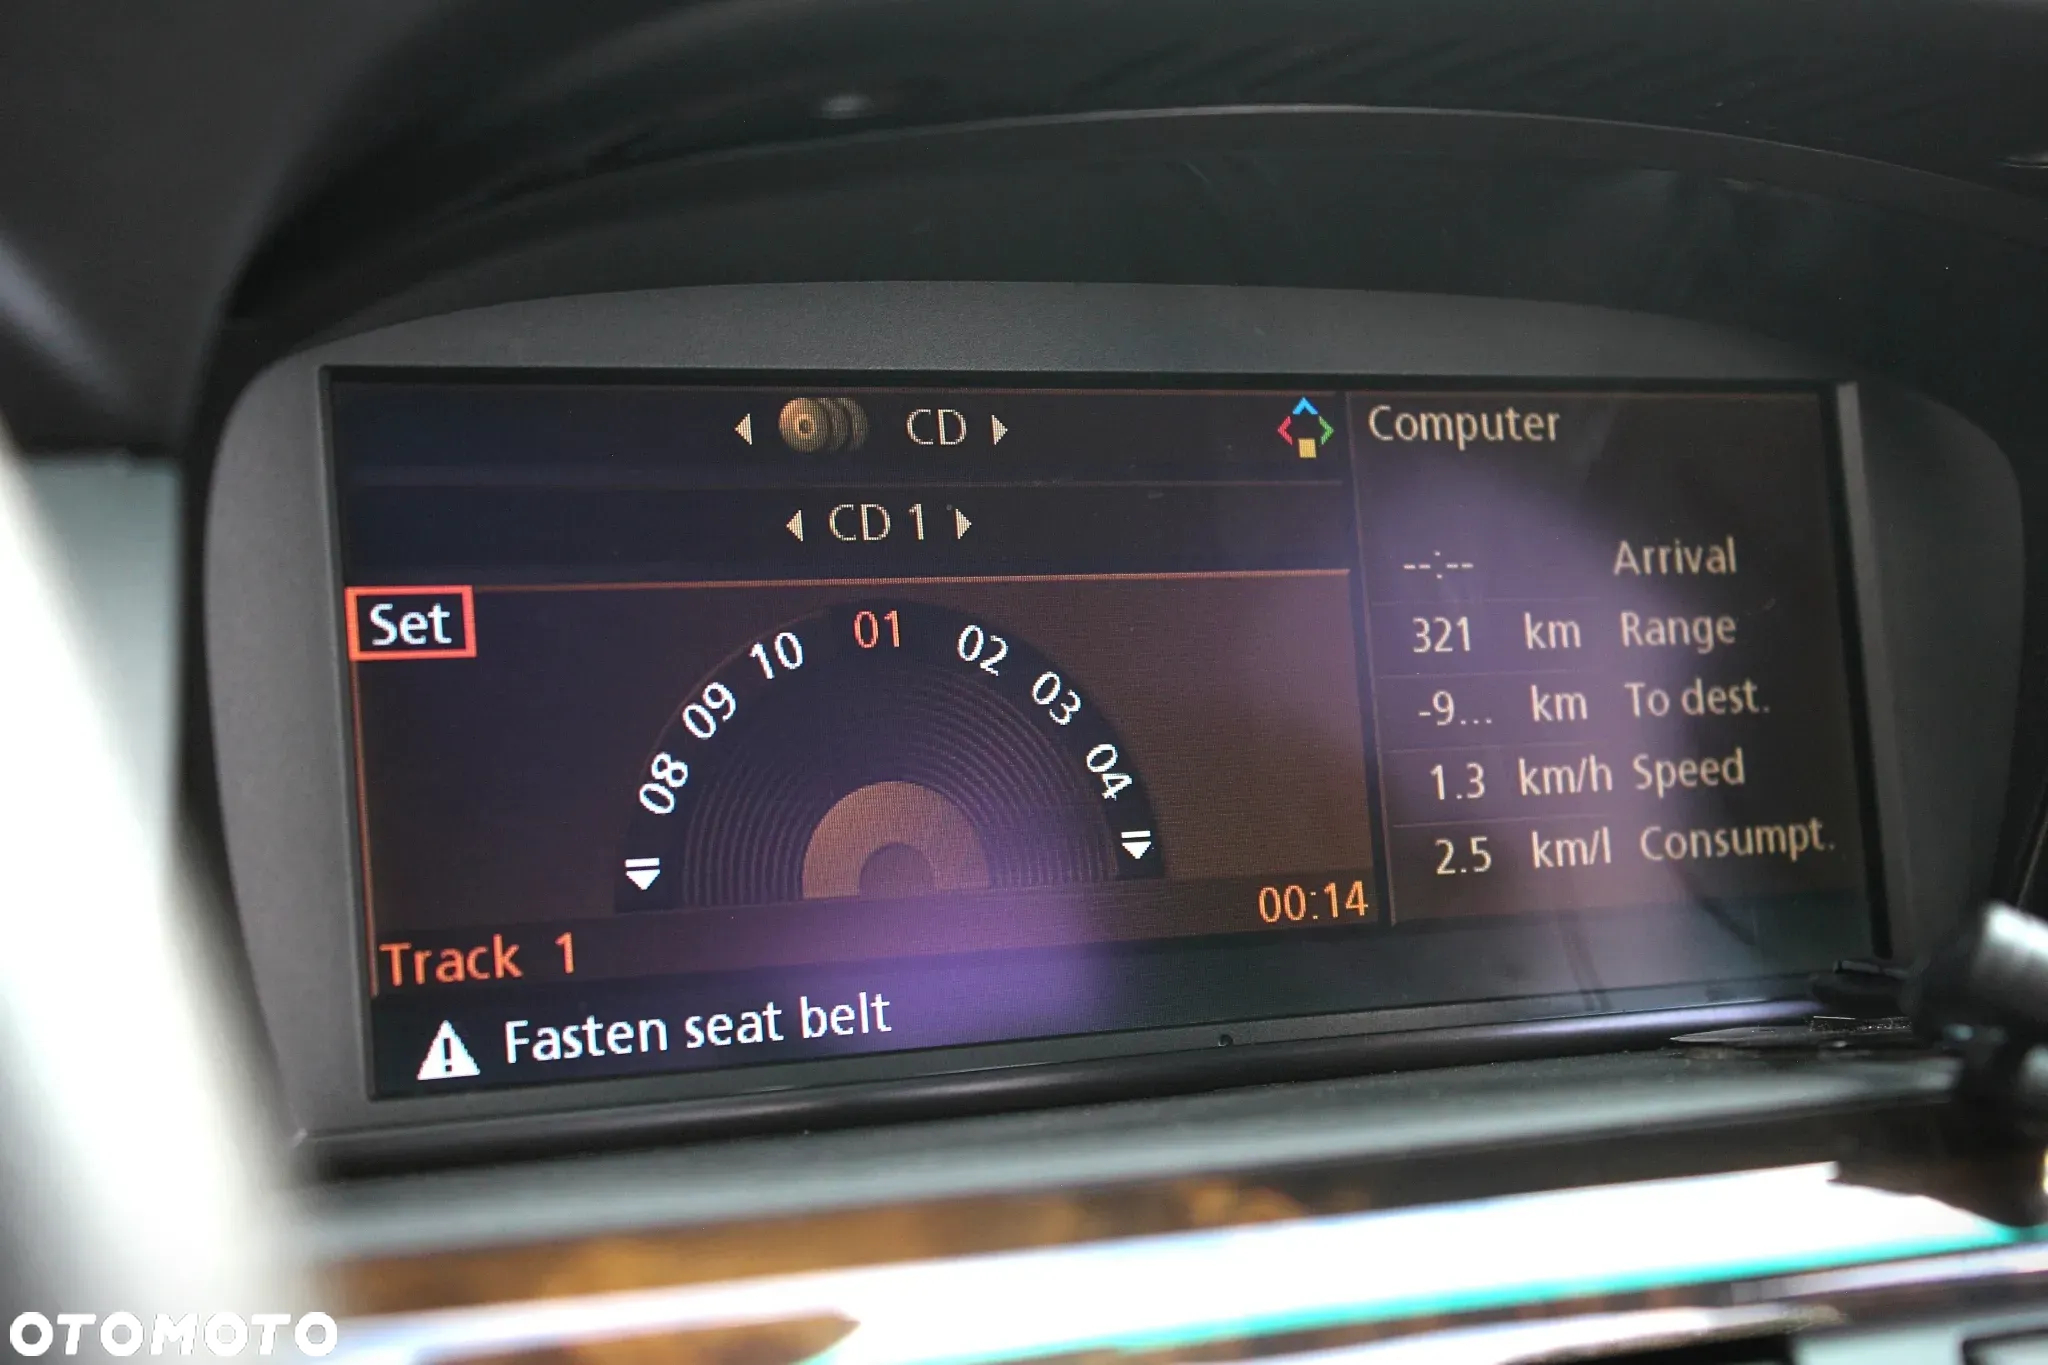 CD
CD 1
Set
08 09 10 01 02 03 04
00:14
Track 1
Fasten seat belt
Computer
--:-- Arrival
321 km Range
-9... km To dest.
1.3 km/h Speed
2.5 km/l Consumpt.
OTOMOTO